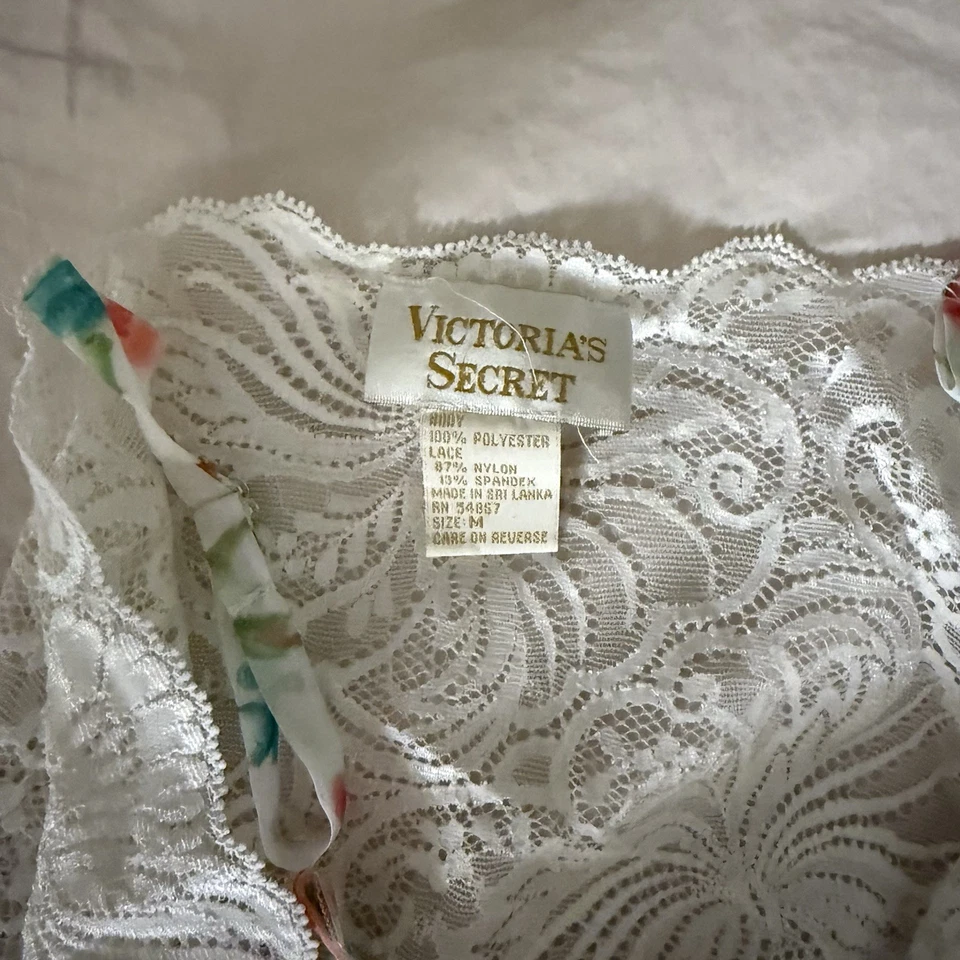 VICTORIA'S
SECRET
BODY
100% POLYESTER
LACE
87% NYLON
13% SPANDEX
MADE IN SRI LANKA
RN 54867
SIZE: M
CARE ON REVERSE